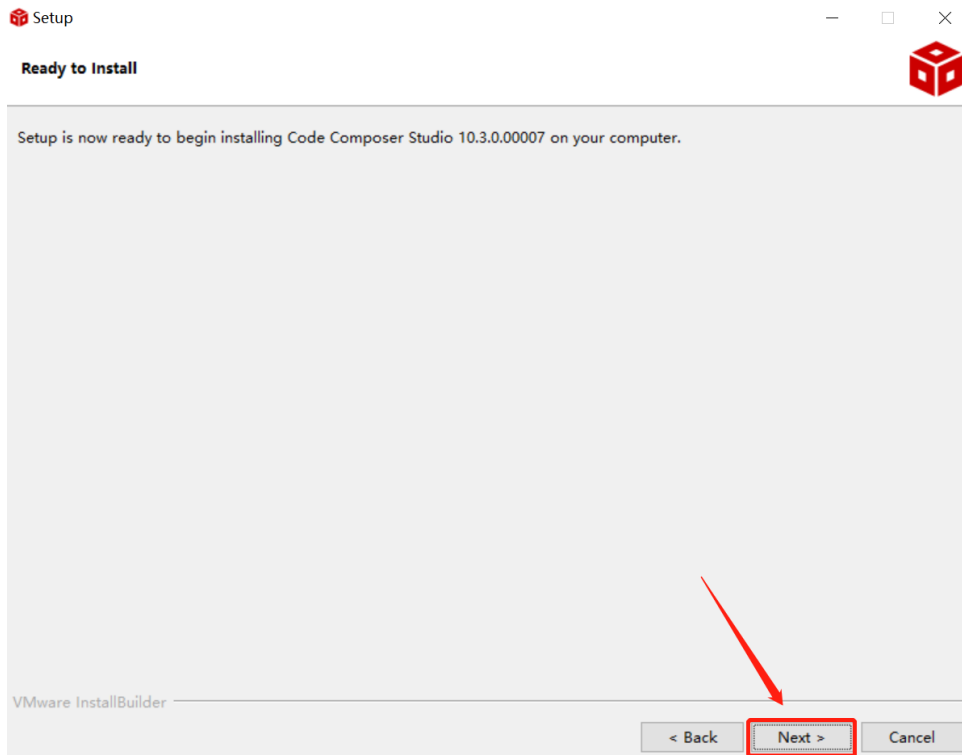 Setup
Ready to Install
Setup is now ready to begin installing Code Composer Studio 10.3.0.00007 on your computer.
VMware InstallBuilder
< Back Next > Cancel